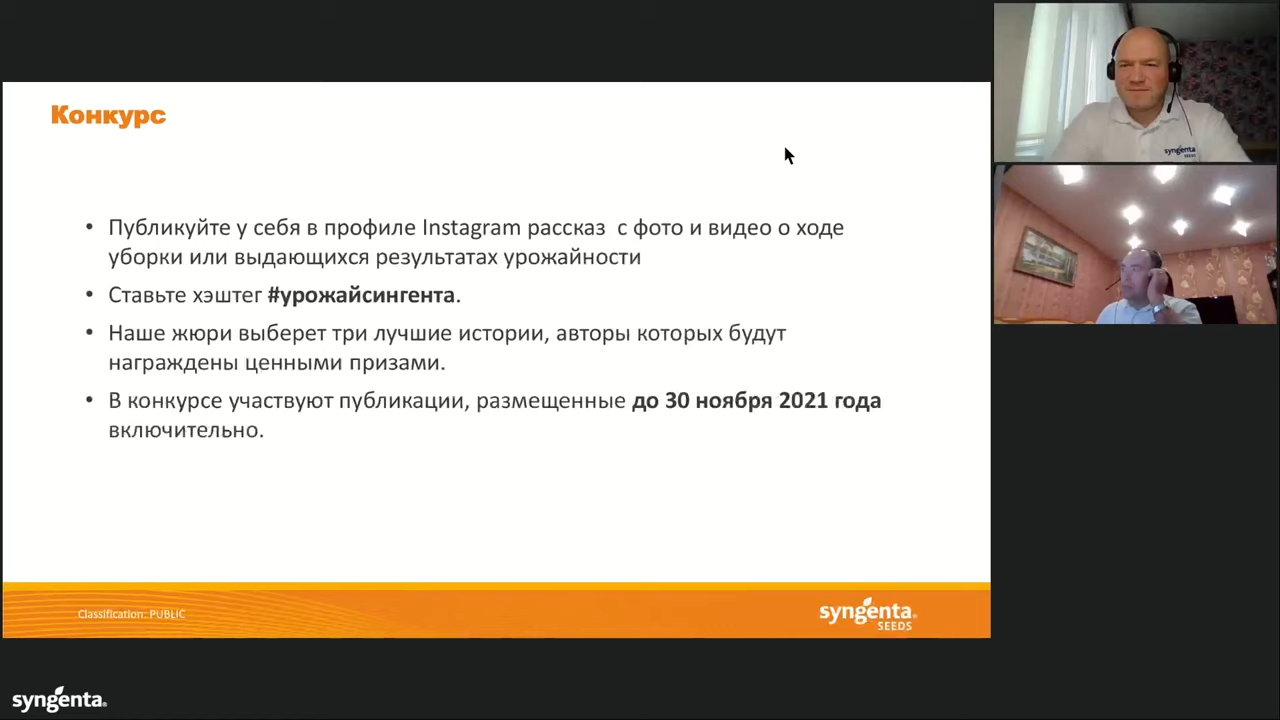 Конкурс
• Публикуйте у себя в профиле Instagram рассказ с фото и видео о ходе
уборки или выдающихся результатах урожайности
• Ставьте хэштег #урожайсингента.
• Наше жюри выберет три лучшие истории, авторы которых будут
награждены ценными призами.
• В конкурсе участвуют публикации, размещенные до 30 ноября 2021 года
включительно.
Classification: PUBLIC
syngenta®
SEEDS
syngenta
SEEDS
syngenta®